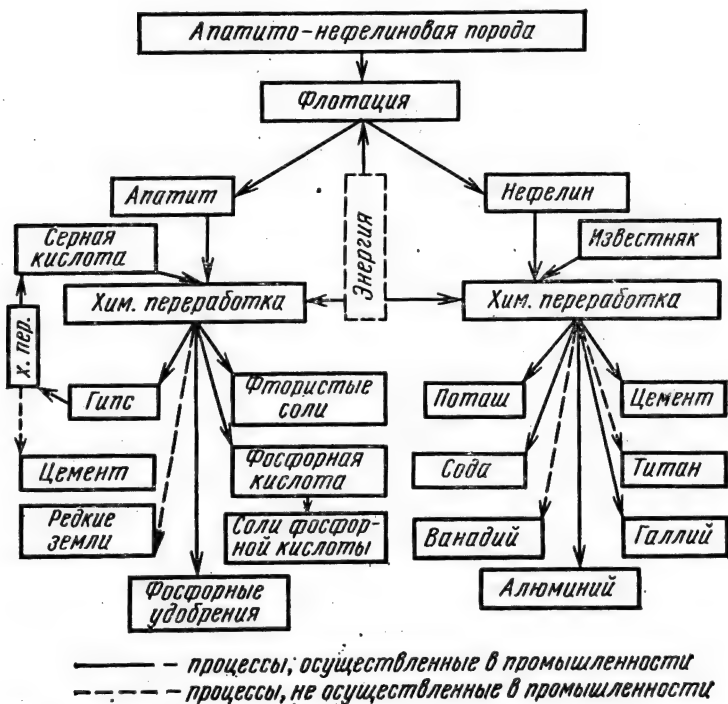 Апатито-нефелиновая порода
Флотация
Апатит
Энергия
Нефелин
Серная
кислота
Известняк
Хим. переработка
Хим. переработка
х. пер.
Гипс
Фтористые
соли
Поташ
Цемент
Цемент
Фосфорная
кислота
Сода
Титан
Редкие
земли
Соли фосфор-
ной кислоты
Ванадий
Галлий
Фосфорные
удобрения
Алюминий
— процессы, осуществленные в промышленности
— процессы, не осуществленные в промышленности